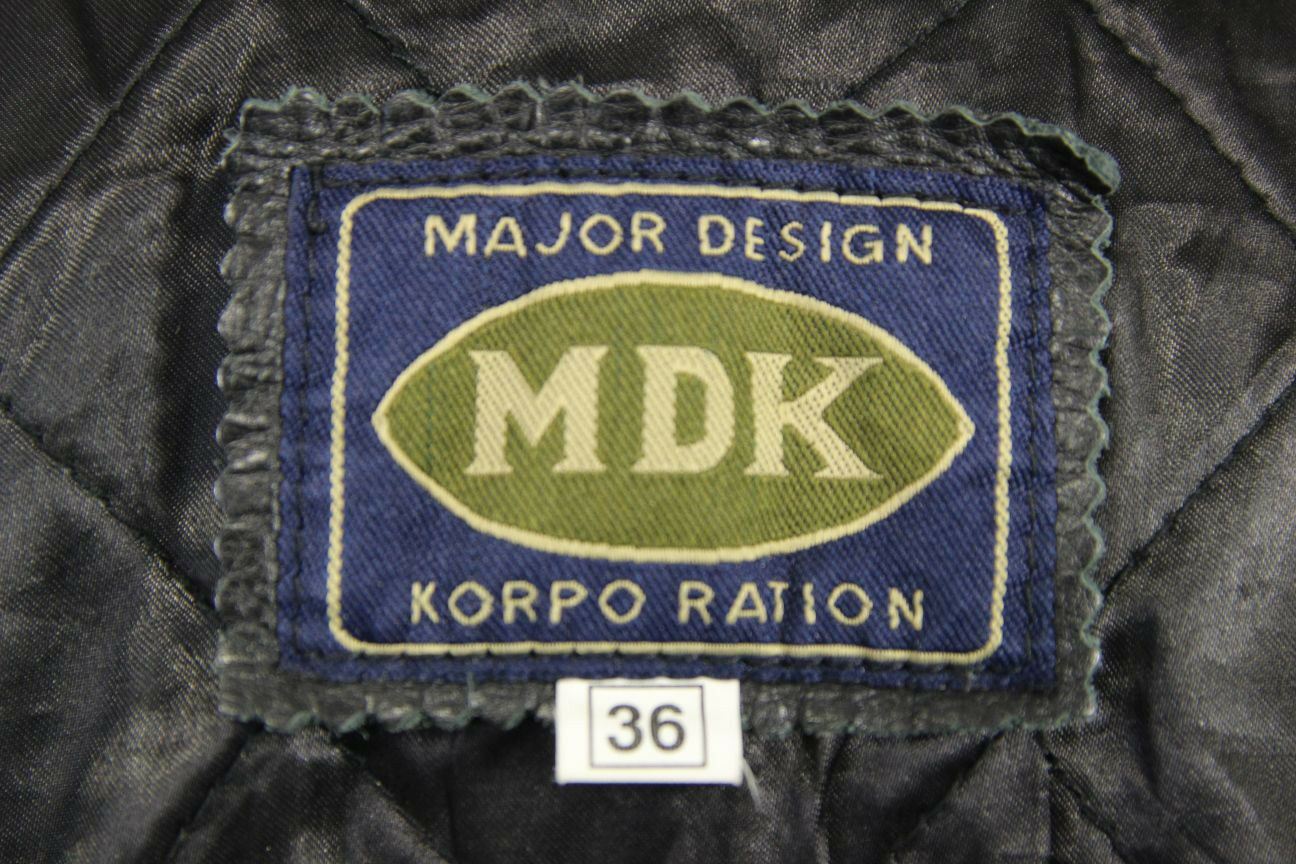 MAJOR DESIGN
MDK
KORPO RATION
36